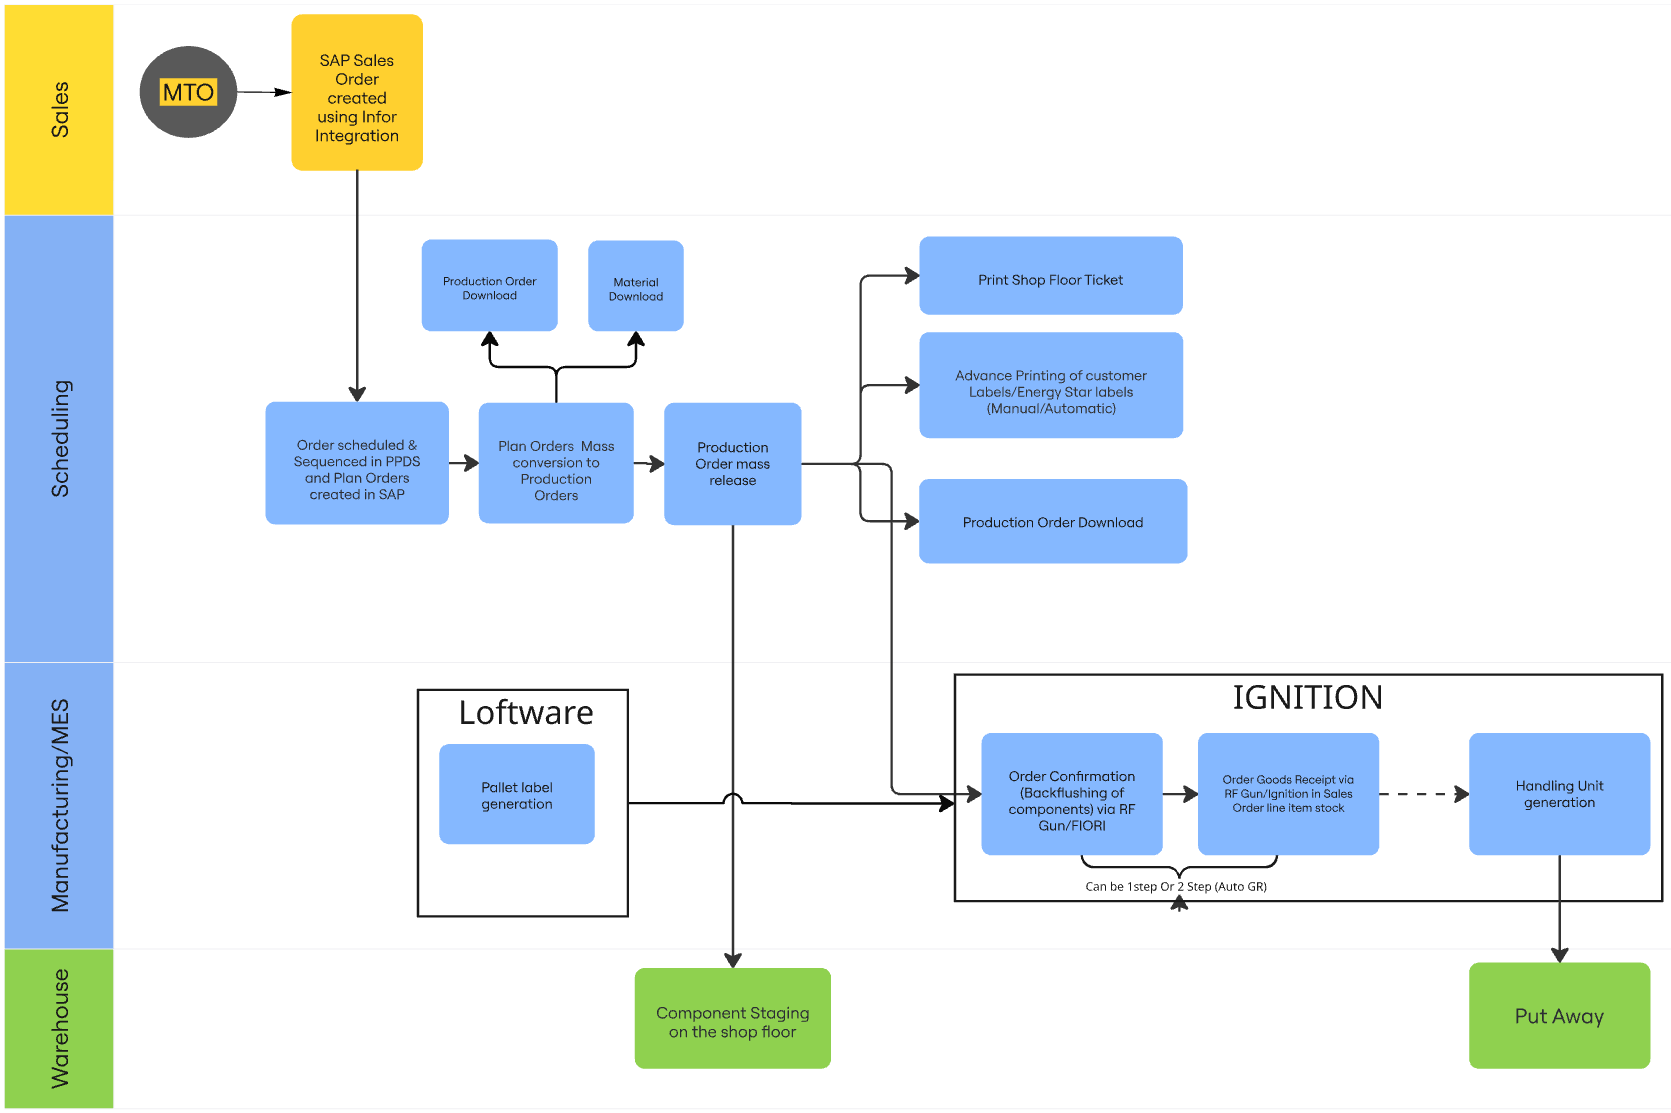 Sales
MTO
SAP Sales
Order
created
using Infor
Integration
Scheduling
Production Order
Download
Material
Download
Print Shop Floor Ticket
Advance Printing of customer
Labels/Energy Star labels
(Manual/Automatic)
Order scheduled &
Sequenced in PPDS
and Plan Orders
created in SAP
Plan Orders Mass
conversion to
Production
Orders
Production
Order mass
release
Production Order Download
Manufacturing/MES
Loftware
Pallet label
generation
IGNITION
Order Confirmation
(Backflushing of
components) via RF
Gun/FIORI
Order Goods Receipt via
RF Gun/Ignition in Sales
Order line item stock
Handling Unit
generation
Can be 1step Or 2 Step (Auto GR)
Warehouse
Component Staging
on the shop floor
Put Away